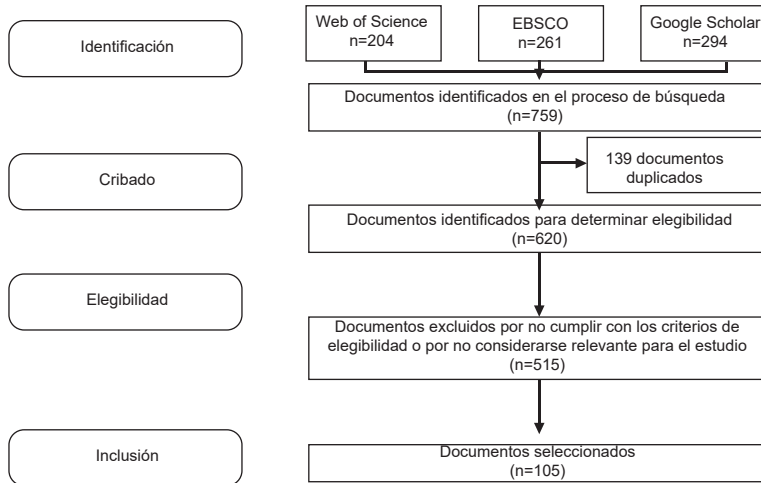 Identificación
Web of Science
n=204
EBSCO
n=261
Google Scholar
n=294
Documentos identificados en el proceso de búsqueda
(n=759)
Cribado
139 documentos
duplicados
Documentos identificados para determinar elegibilidad
(n=620)
Elegibilidad
Documentos excluidos por no cumplir con los criterios de
elegibilidad o por no considerarse relevante para el estudio
(n=515)
Inclusión
Documentos seleccionados
(n=105)